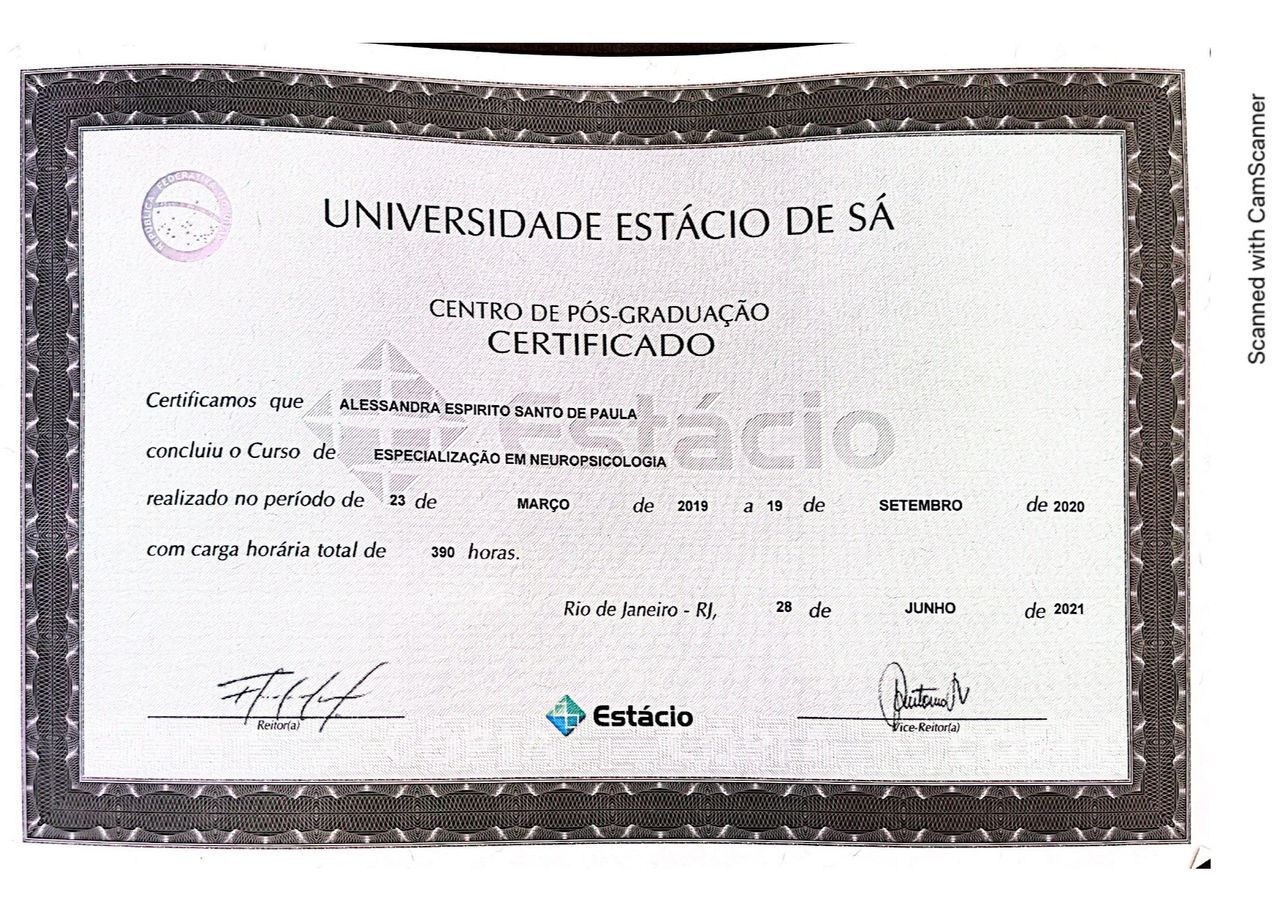 UNIVERSIDADE ESTÁCIO DE SÁ
CENTRO DE PÓS-GRADUAÇÃO
CERTIFICADO
Certificamos que ALESSANDRA ESPIRITO SANTO DE PAULA
concluiu o Curso de ESPECIALIZAÇÃO EM NEUROPSICOLOGIA
realizado no período de 23 de MARÇO de 2019 a 19 de SETEMBRO de 2020
com carga horária total de 390 horas.
Rio de Janeiro - RJ, 28 de JUNHO de 2021
Reitor(a)
Estácio
Vice-Reitor(a)
Estácio
REPÚBLICA FEDERATIVA
Scanned with CamScanner